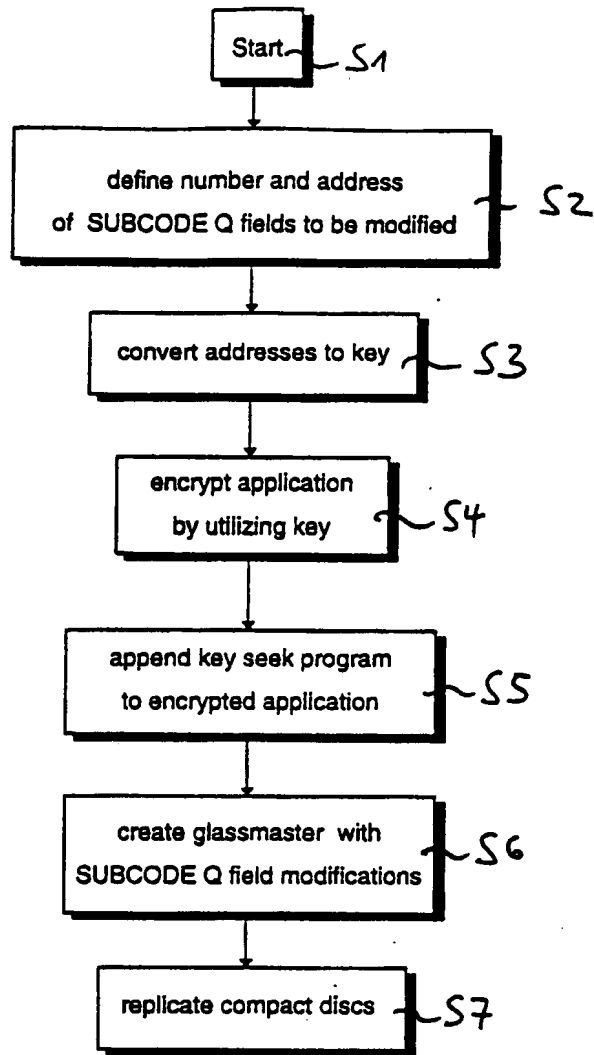 Start S1
define number and address
of SUBCODE Q fields to be modified S2
convert addresses to key S3
encrypt application
by utilizing key S4
append key seek program
to encrypted application S5
create glassmaster with
SUBCODE Q field modifications S6
replicate compact discs S7